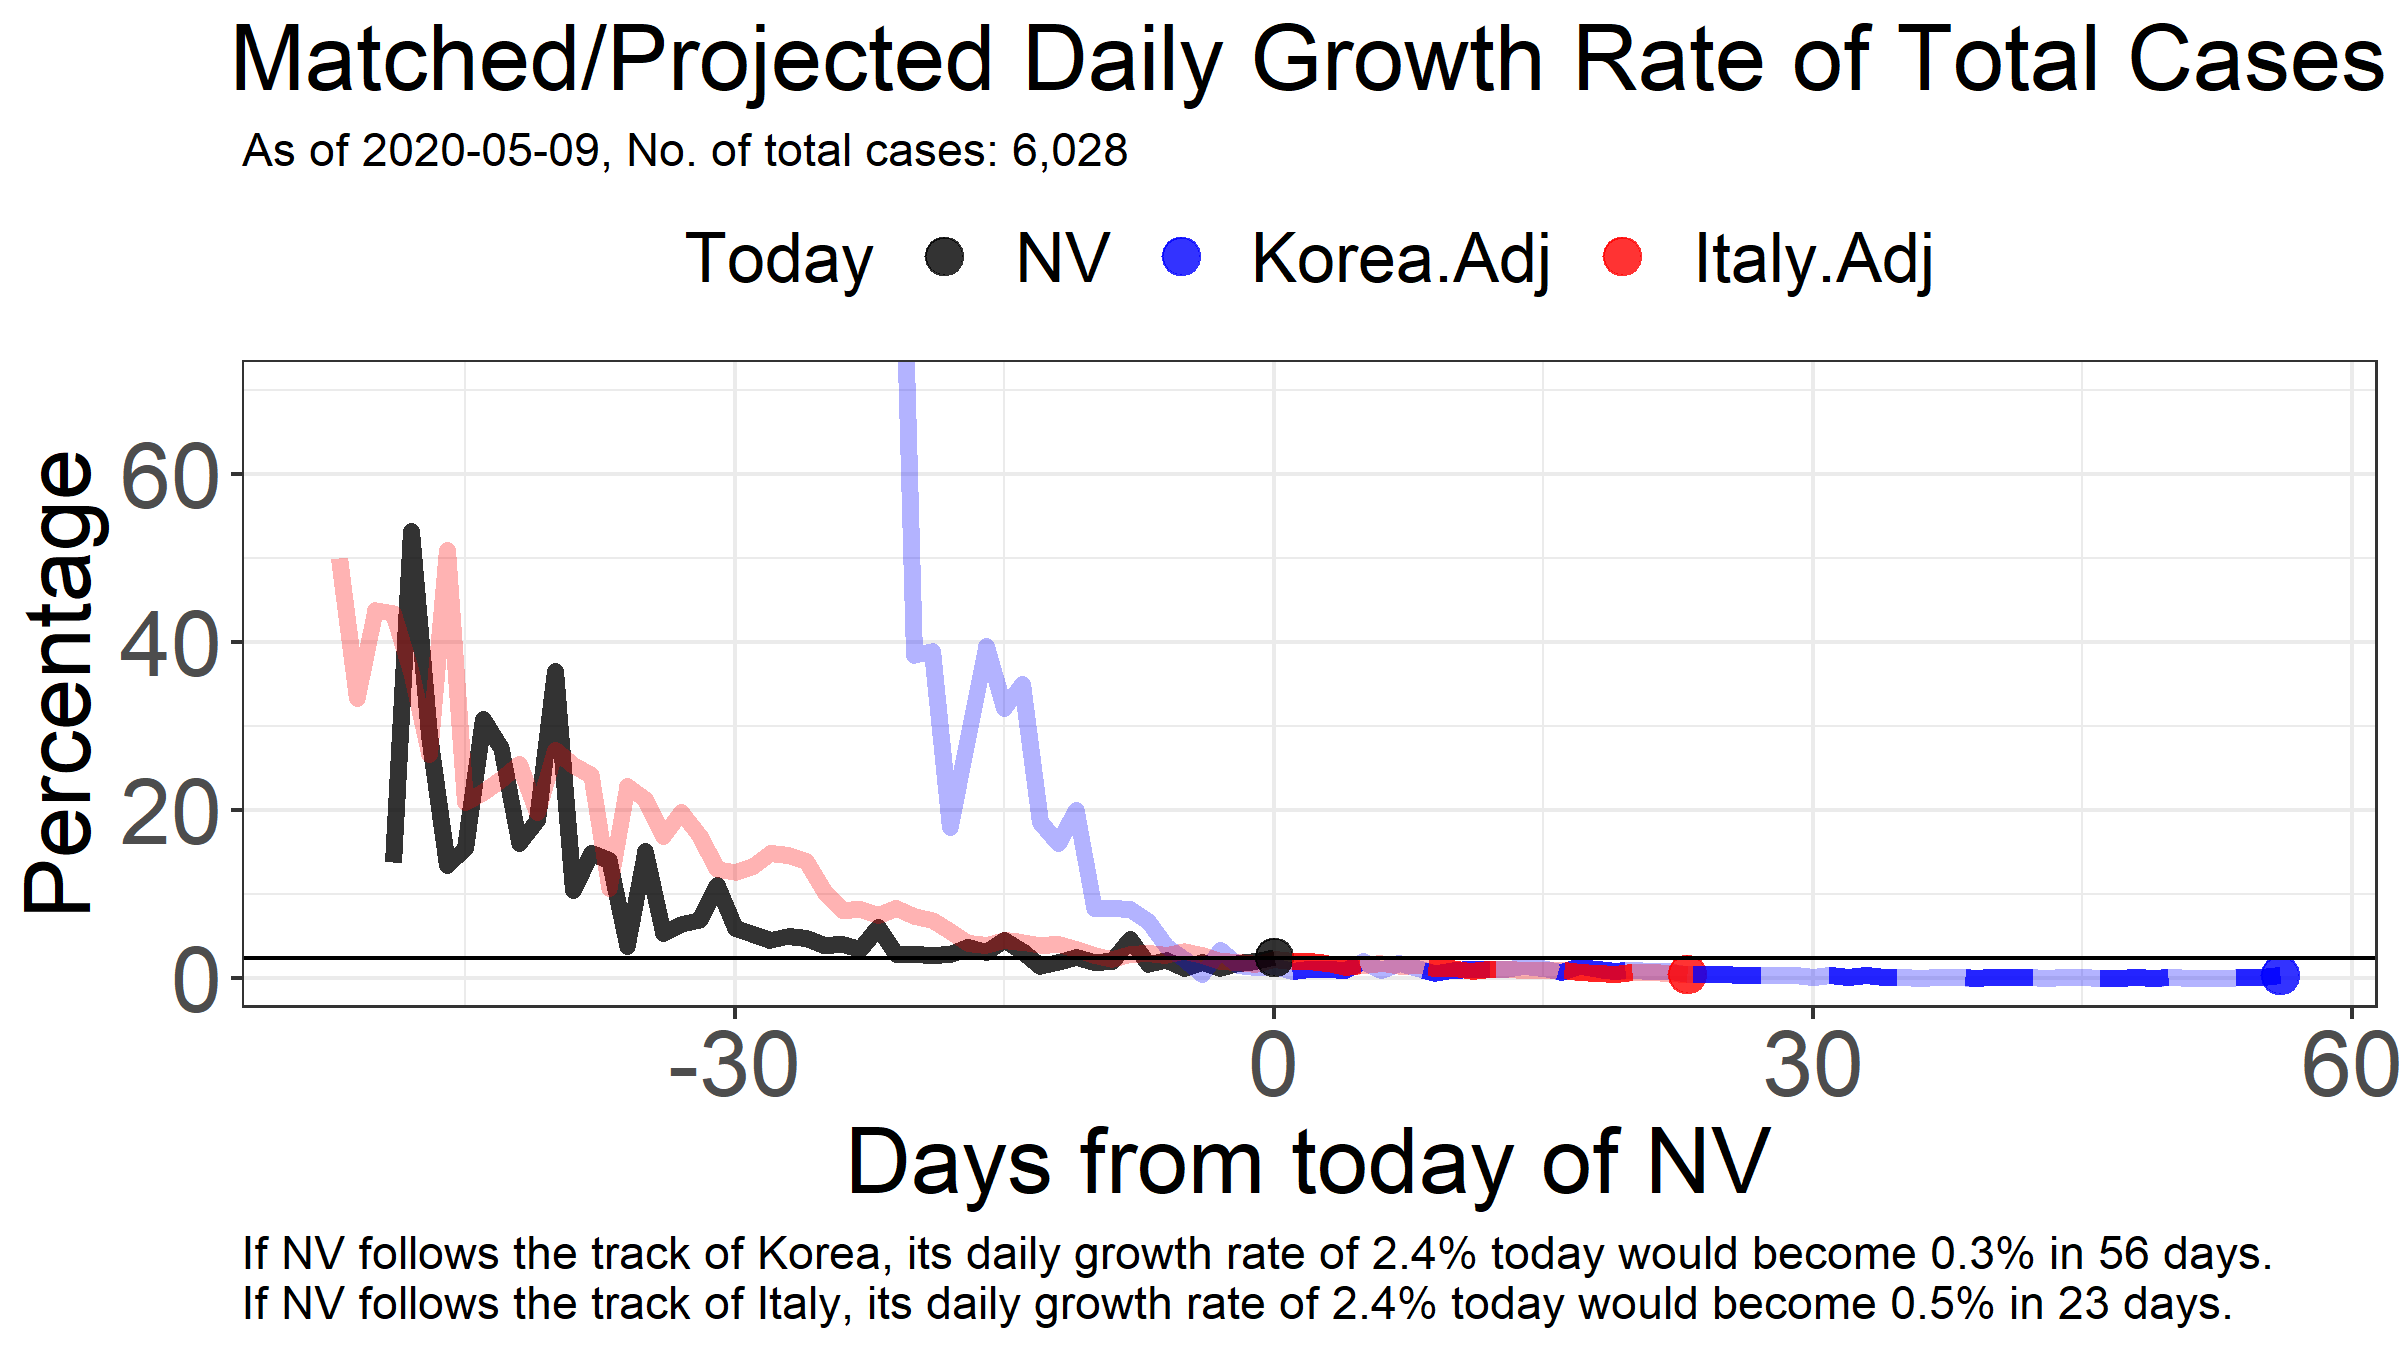 Matched/Projected Daily Growth Rate of Total Cases
As of 2020-05-09, No. of total cases: 6,028
Today NV Korea.Adj Italy.Adj
Percentage
60
40
20
0
-30 0 30 60
Days from today of NV
If NV follows the track of Korea, its daily growth rate of 2.4% today would become 0.3% in 56 days.
If NV follows the track of Italy, its daily growth rate of 2.4% today would become 0.5% in 23 days.